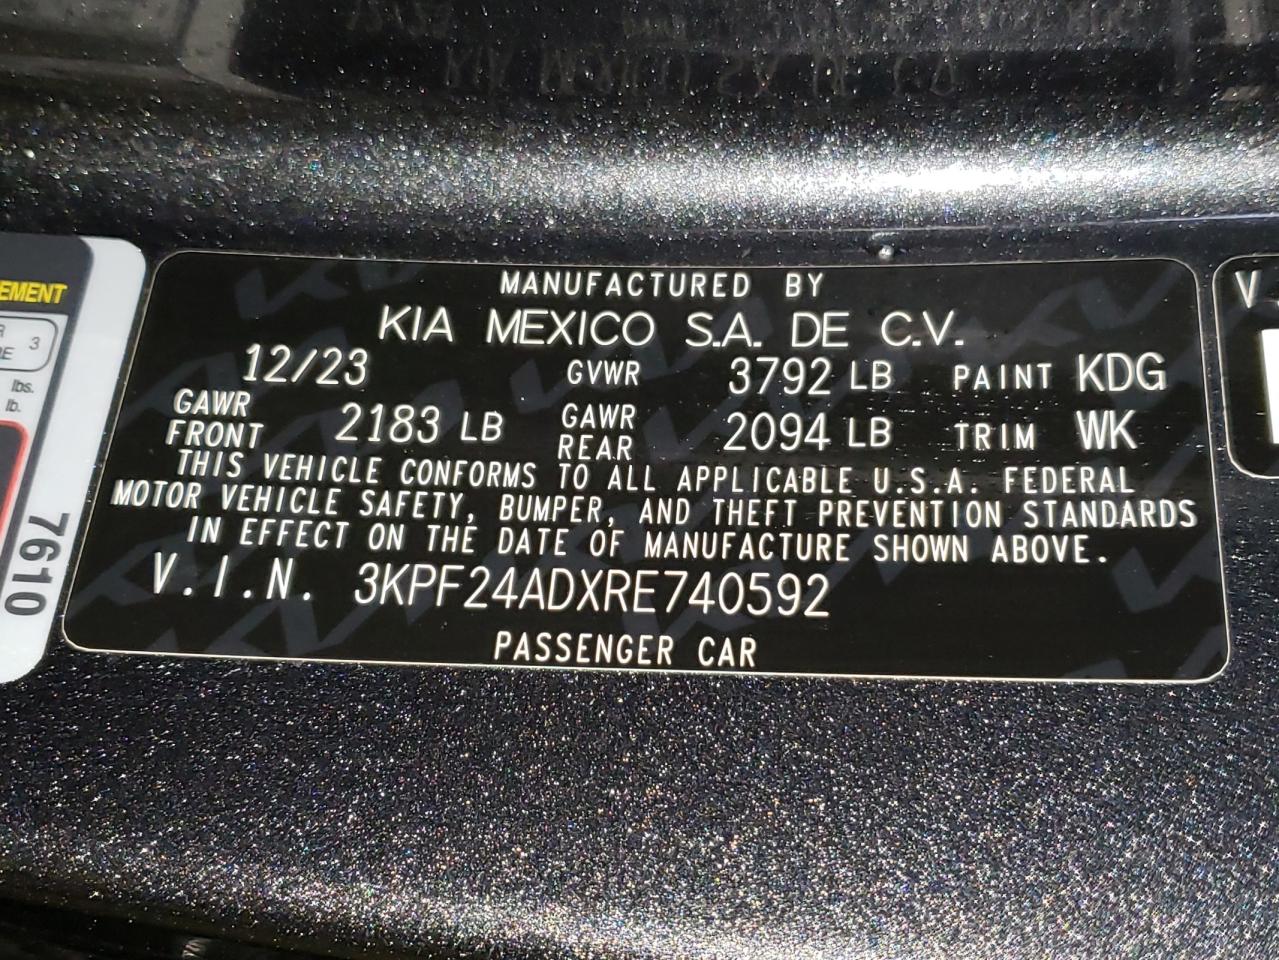 MANUFACTURED BY
KIA MEXICO S.A. DE C.V.
12/23 GVWR 3792 LB PAINT KDG
GAWR FRONT 2183 LB GAWR REAR 2094 LB TRIM WK
THIS VEHICLE CONFORMS TO ALL APPLICABLE U.S.A. FEDERAL
MOTOR VEHICLE SAFETY, BUMPER, AND THEFT PREVENTION STANDARDS
IN EFFECT ON THE DATE OF MANUFACTURE SHOWN ABOVE.
V.I.N. 3KPF24ADXRE740592
PASSENGER CAR
EMENT
3
lbs.
lb.
7610
V